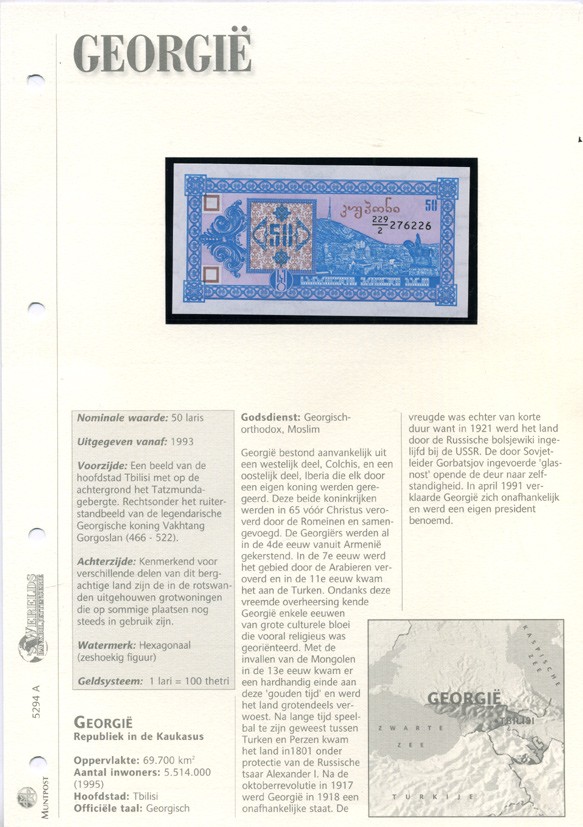 GEORGIË
კუპონი
50
229
2 276226
50
Nominale waarde: 50 laris
Uitgegeven vanaf: 1993
Voorzijde: Een beeld van de
hoofdstad Tbilisi met op de
achtergrond het Tatzmunda-
gebergte. Rechtsonder het ruiter-
standbeeld van de legendarische
Georgische koning Vakhtang
Gorgoslan (466 - 522).
Achterzijde: Kenmerkend voor
verschillende delen van dit berg-
achtige land zijn de in de rotswan-
den uitgehouwen grotwoningen
die op sommige plaatsen nog
steeds in gebruik zijn.
Watermerk: Hexagonaal
(zeshoekig figuur)
Geldsysteem: 1 lari = 100 thetri
GEORGIË
Republiek in de Kaukasus
Oppervlakte: 69.700 km²
Aantal inwoners: 5.514.000
(1995)
Hoofdstad: Tbilisi
Officiële taal: Georgisch
Godsdienst: Georgisch-
orthodox, Moslim
Georgië bestond aanvankelijk uit
een westelijk deel, Colchis, en een
oostelijk deel, Iberia die elk door
een eigen koning werden gere-
geerd. Deze beide koninkrijken
werden in 65 vóór Christus vero-
verd door de Romeinen en samen-
gevoegd. De Georgiërs werden al
in de 4de eeuw vanuit Armenië
gekerstend. In de 7e eeuw werd
het gebied door de Arabieren ver-
overd en in de 11e eeuw kwam
het aan de Turken. Ondanks deze
vreemde overheersing kende
Georgië enkele eeuwen
van grote culturele bloei
die vooral religieus was
georiënteerd. Met de
invallen van de Mongolen
in de 13e eeuw kwam er
een hardhandig einde aan
deze 'gouden tijd' en werd
het land grotendeels ver-
woest. Na lange tijd speel-
bal te zijn geweest tussen
Turken en Perzen kwam
het land in1801 onder
protectie van de Russische
tsaar Alexander I. Na de
oktoberrevolutie in 1917
werd Georgië in 1918 een
onafhankelijke staat. De
vreugde was echter van korte
duur want in 1921 werd het land
door de Russische bolsjewiki inge-
lijfd bij de USSR. De door Sovjet-
leider Gorbatsjov ingevoerde 'glas-
nost' opende de deur naar zelf-
standigheid. In april 1991 ver-
klaarde Georgië zich onafhankelijk
en werd een eigen president
benoemd.
KASPISCHE
ZEE
GEORGIË
TBILISI
ZWARTE
ZEE
TURKIJE
WERELDS
5294 A
MUNTPOST